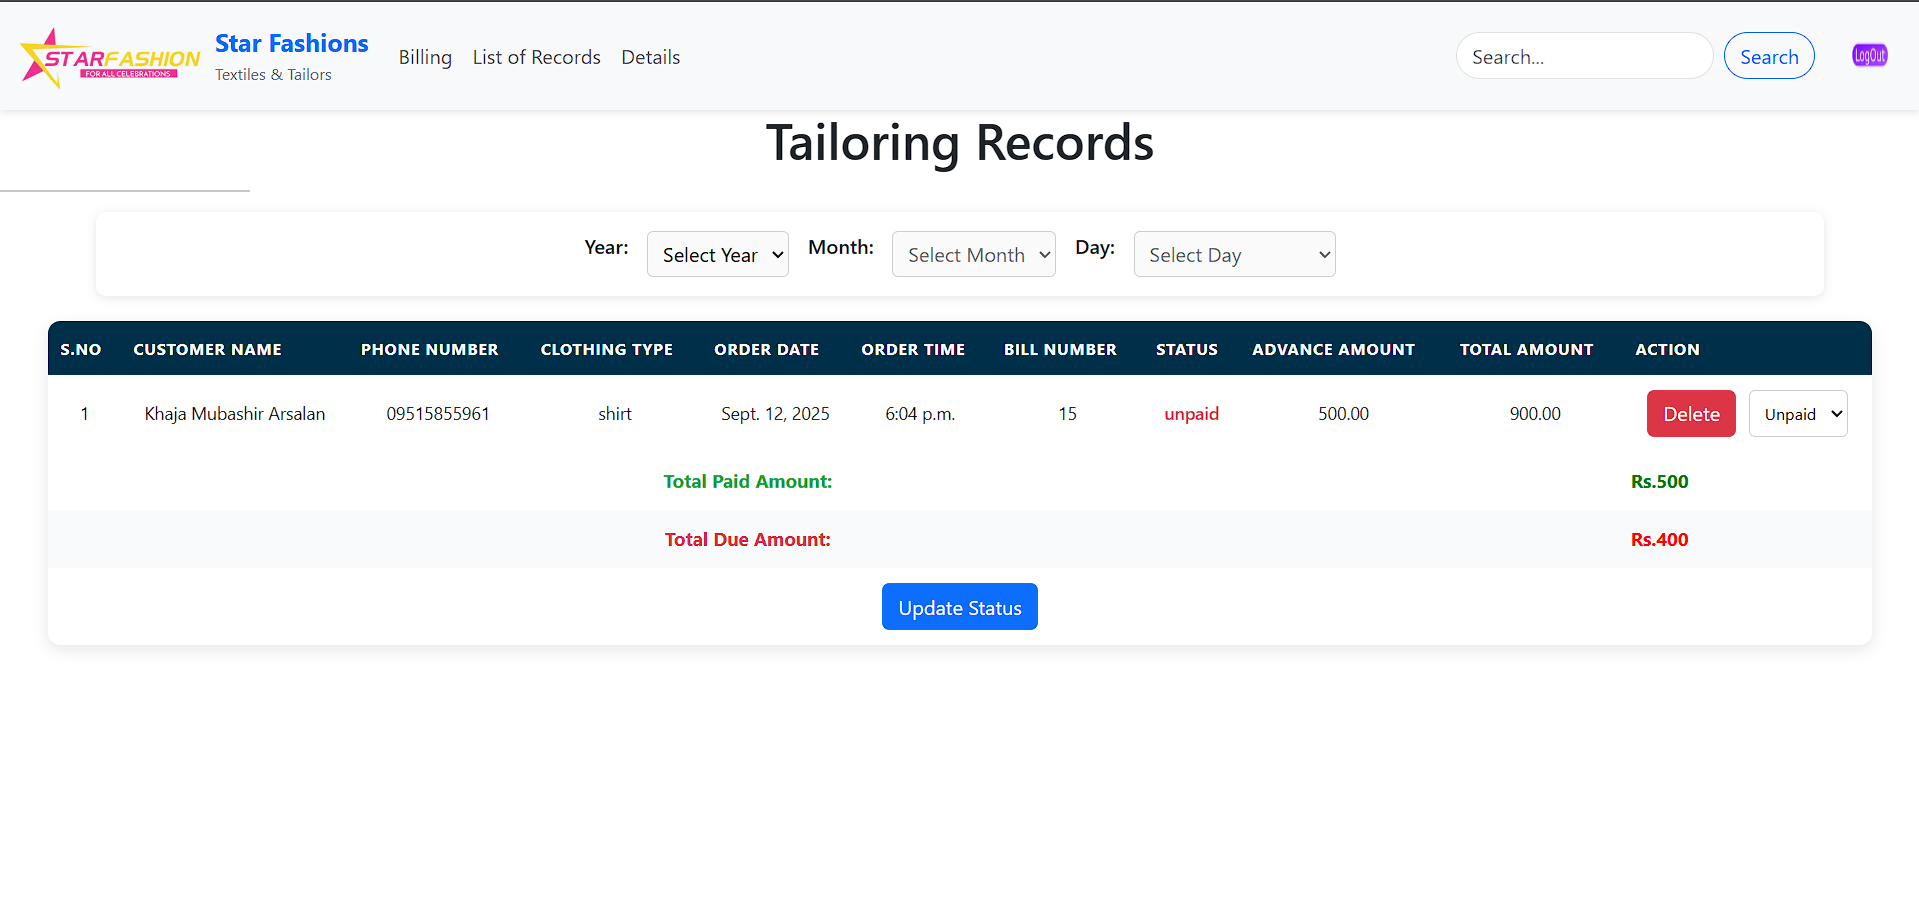 STARFASHION
FOR ALL CELEBRATIONS
Star Fashions
Textiles & Tailors
Billing List of Records Details
Search... Search LogOut
Tailoring Records
Year: Select Year Month: Select Month Day: Select Day
S.NO CUSTOMER NAME PHONE NUMBER CLOTHING TYPE ORDER DATE ORDER TIME BILL NUMBER STATUS ADVANCE AMOUNT TOTAL AMOUNT ACTION
1 Khaja Mubashir Arsalan 09515855961 shirt Sept. 12, 2025 6:04 p.m. 15 unpaid 500.00 900.00 Delete Unpaid
Total Paid Amount: Rs.500
Total Due Amount: Rs.400
Update Status